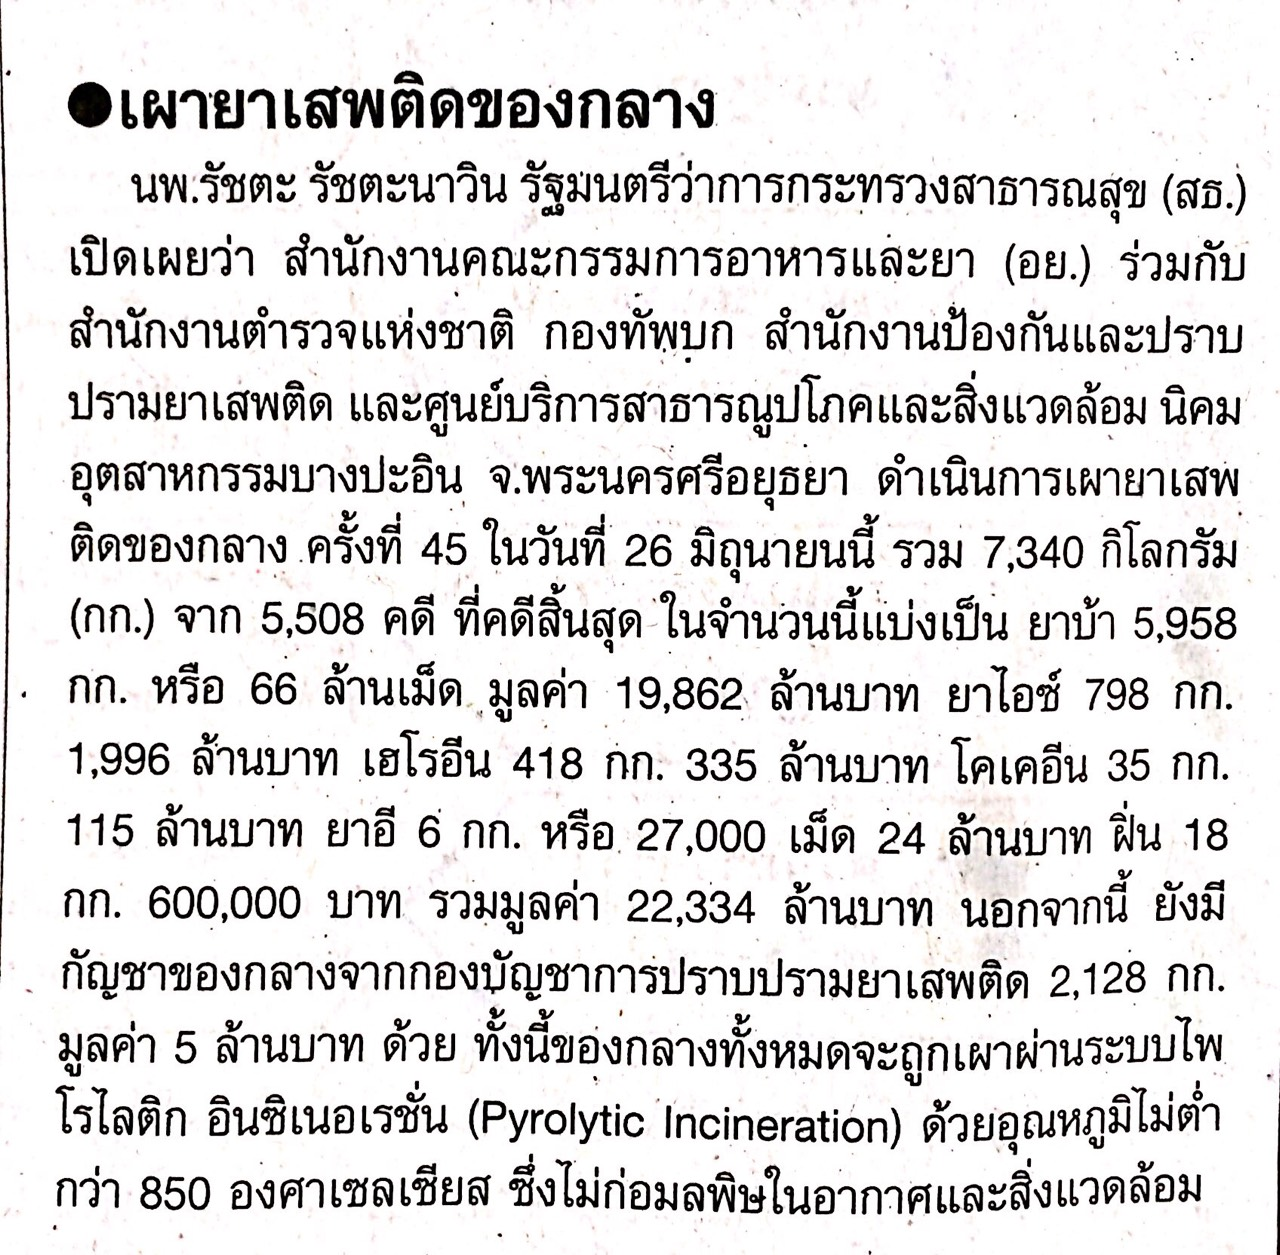 ●เผายาเสพติดของกลาง
นพ.รัชตะ รัชตะนาวิน รัฐมนตรีว่าการกระทรวงสาธารณสุข (สธ.)
เปิดเผยว่า สำนักงานคณะกรรมการอาหารและยา (อย.) ร่วมกับ
สำนักงานตำรวจแห่งชาติ กองทัพบก สำนักงานป้องกันและปราบ
ปรามยาเสพติด และศูนย์บริการสาธารณูปโภคและสิ่งแวดล้อม นิคม
อุตสาหกรรมบางปะอิน จ.พระนครศรีอยุธยา ดำเนินการเผายาเสพ
ติดของกลาง ครั้งที่ 45 ในวันที่ 26 มิถุนายนนี้ รวม 7,340 กิโลกรัม
(กก.) จาก 5,508 คดี ที่คดีสิ้นสุด ในจำนวนนี้แบ่งเป็น ยาบ้า 5,958
กก. หรือ 66 ล้านเม็ด มูลค่า 19,862 ล้านบาท ยาไอซ์ 798 กก.
1,996 ล้านบาท เฮโรอีน 418 กก. 335 ล้านบาท โคเคอีน 35 กก.
115 ล้านบาท ยาอี 6 กก. หรือ 27,000 เม็ด 24 ล้านบาท ฝิ่น 18
กก. 600,000 บาท รวมมูลค่า 22,334 ล้านบาท นอกจากนี้ ยังมี
กัญชาของกลางจากกองบัญชาการปราบปรามยาเสพติด 2,128 กก.
มูลค่า 5 ล้านบาท ด้วย ทั้งนี้ของกลางทั้งหมดจะถูกเผาผ่านระบบไพ
โรไลติก อินซิเนอเรชั่น (Pyrolytic Incineration) ด้วยอุณหภูมิไม่ต่ำ
กว่า 850 องศาเซลเซียส ซึ่งไม่ก่อมลพิษในอากาศและสิ่งแวดล้อม